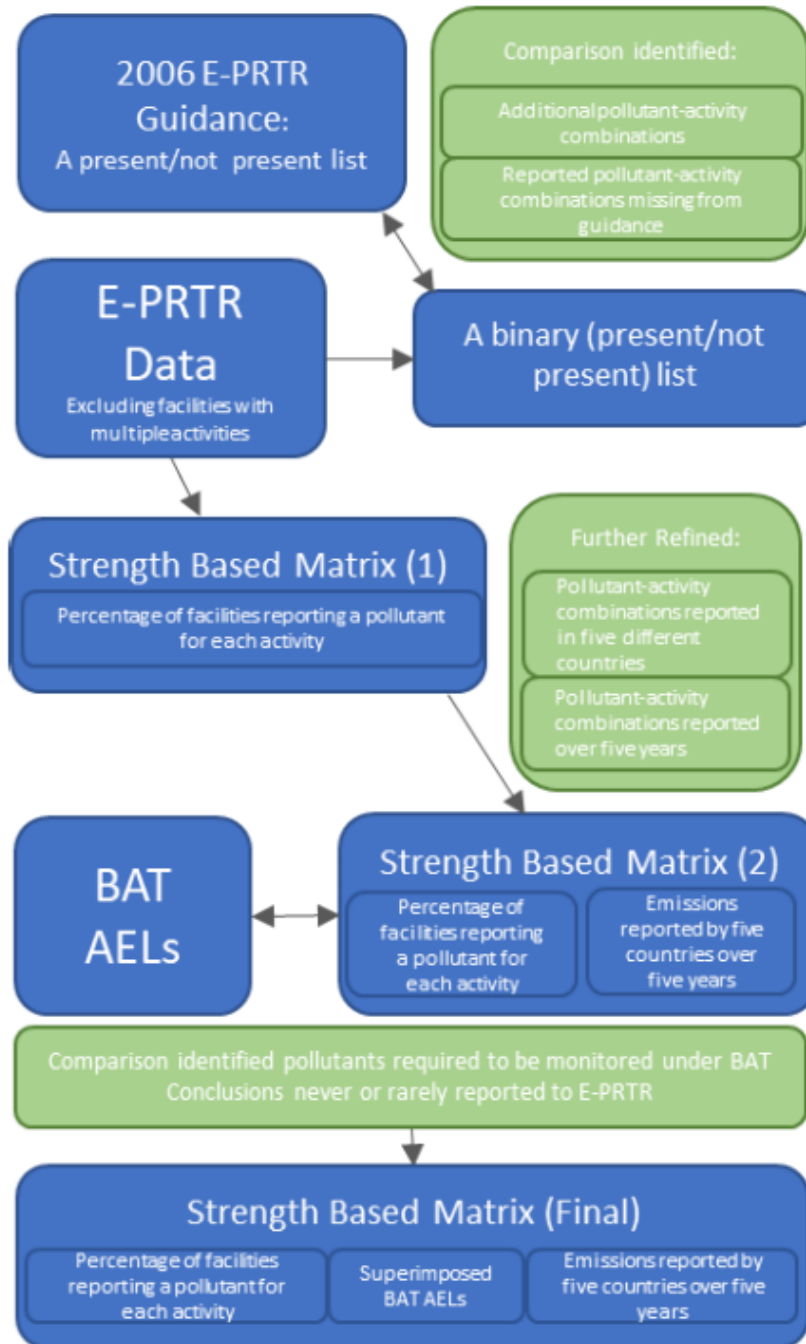 2006 E-PRTR
Guidance:
A present/not present list
Comparison identified:
Additional pollutant-activity
combinations
Reported pollutant-activity
combinations missing from
guidance
E-PRTR
Data
Excluding facilities with
multiple activities
A binary (present/not
present) list
Strength Based Matrix (1)
Percentage of facilities reporting a pollutant
for each activity
Further Refined:
Pollutant-activity
combinations reported
in five different
countries
Pollutant-activity
combinations reported
over five years
BAT
AELs
Strength Based Matrix (2)
Percentage of
facilities reporting
a pollutant for
each activity
Emissions
reported by five
countries over
five years
Comparison identified pollutants required to be monitored under BAT
Conclusions never or rarely reported to E-PRTR
Strength Based Matrix (Final)
Percentage of facilities
reporting a pollutant for
each activity
Superimposed
BAT AELs
Emissions reported by
five countries over five
years